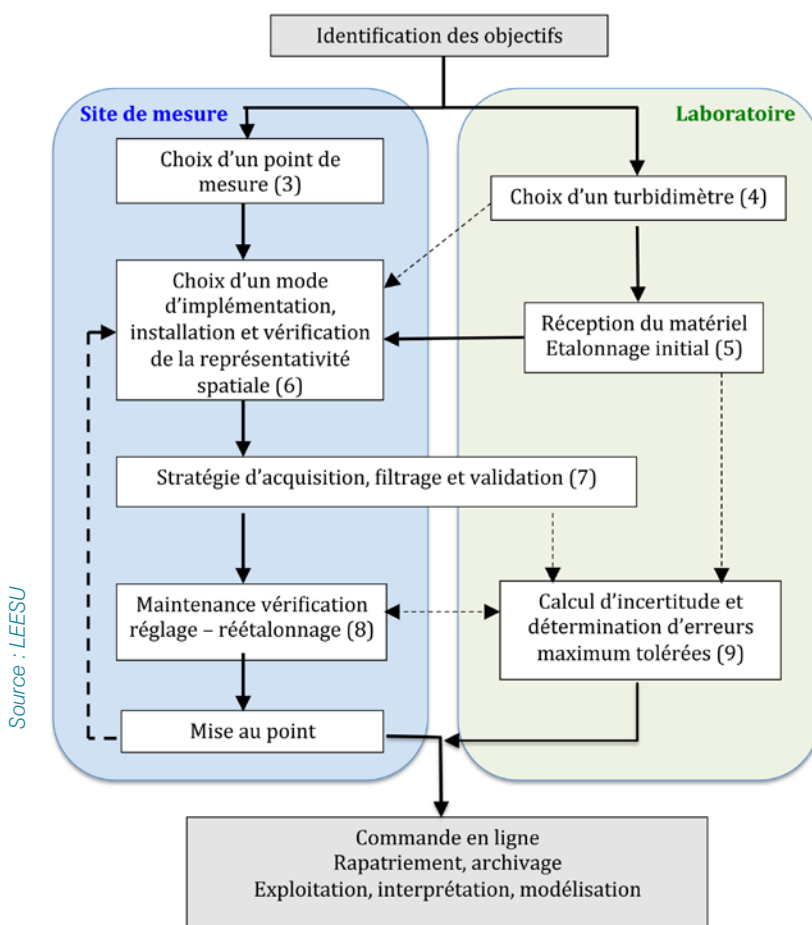 Identification des objectifs
Site de mesure
Laboratoire
Choix d'un point de
mesure (3)
Choix d'un turbidimètre (4)
Choix d'un mode
d'implémentation,
installation et vérification
de la représentativité
spatiale (6)
Réception du matériel
Etalonnage initial (5)
Stratégie d'acquisition, filtrage et validation (7)
Maintenance vérification
réglage – réétalonnage (8)
Calcul d'incertitude et
détermination d'erreurs
maximum tolérées (9)
Mise au point
Commande en ligne
Rapatriement, archivage
Exploitation, interprétation, modélisation
Source : LEESU